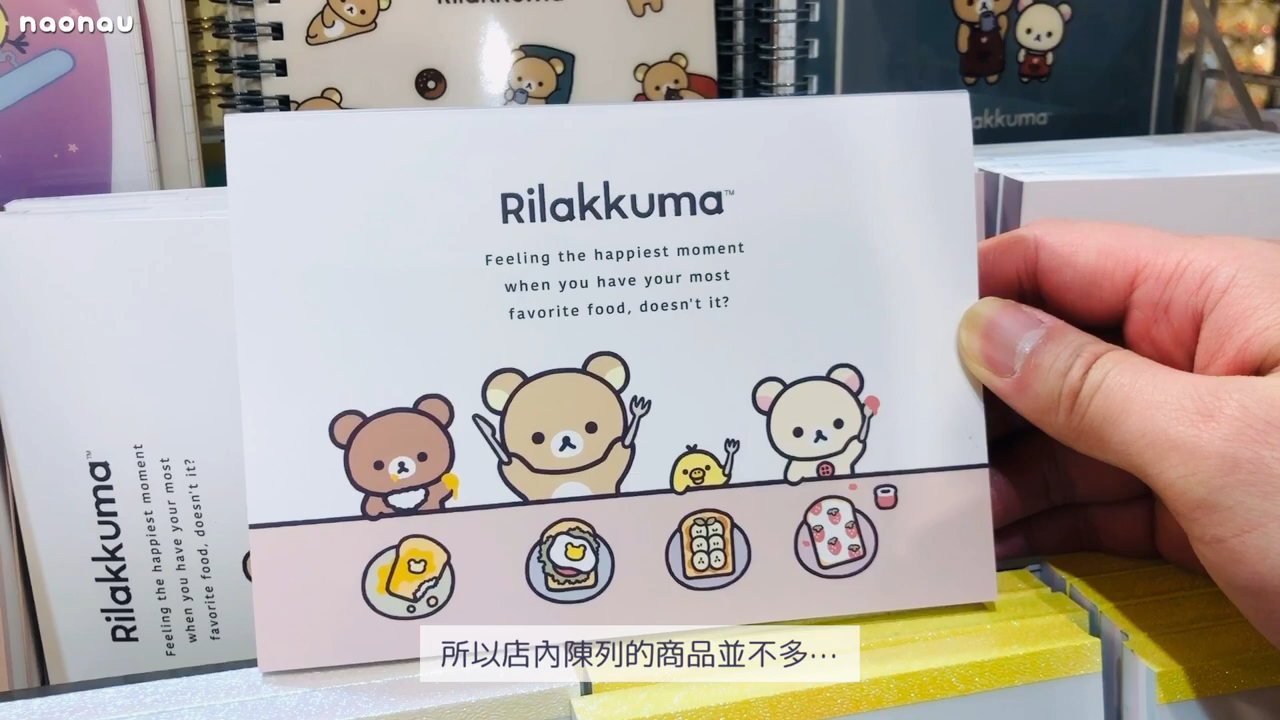 naonau
Rilakkuma
akkuma
Rilakkuma™
Feeling the happiest moment
when you have your most
favorite food, doesn't it?
Rilakkuma™
Feeling the happiest moment
when you have your most
favorite food, doesn't it?
所以店內陳列的商品並不多…